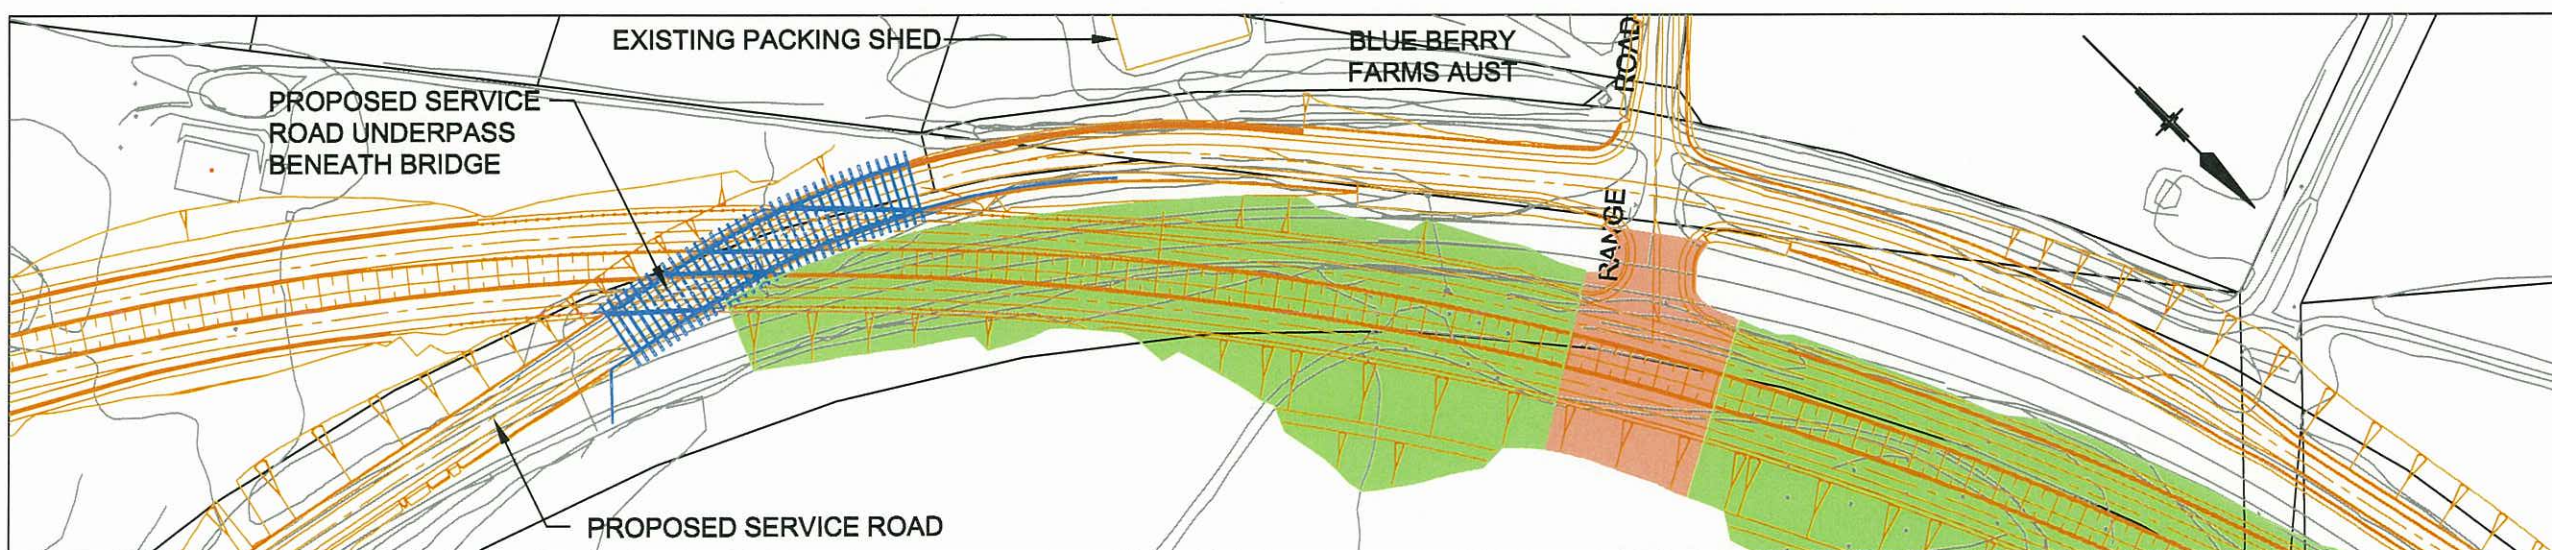 EXISTING PACKING SHED
BLUE BERRY
FARMS AUST
ROAD
PROPOSED SERVICE
ROAD UNDERPASS
BENEATH BRIDGE
RANGE
PROPOSED SERVICE ROAD